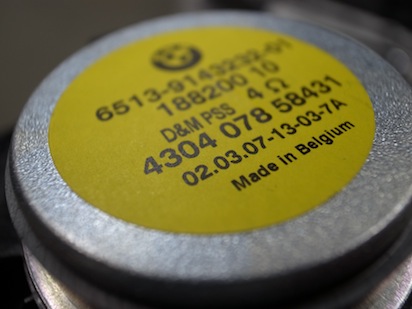 6513-9143232-01
188200 10
D&M PSS 4 Ω
4304 078 58431
02.03.07-13-03-7A
Made in Belgium